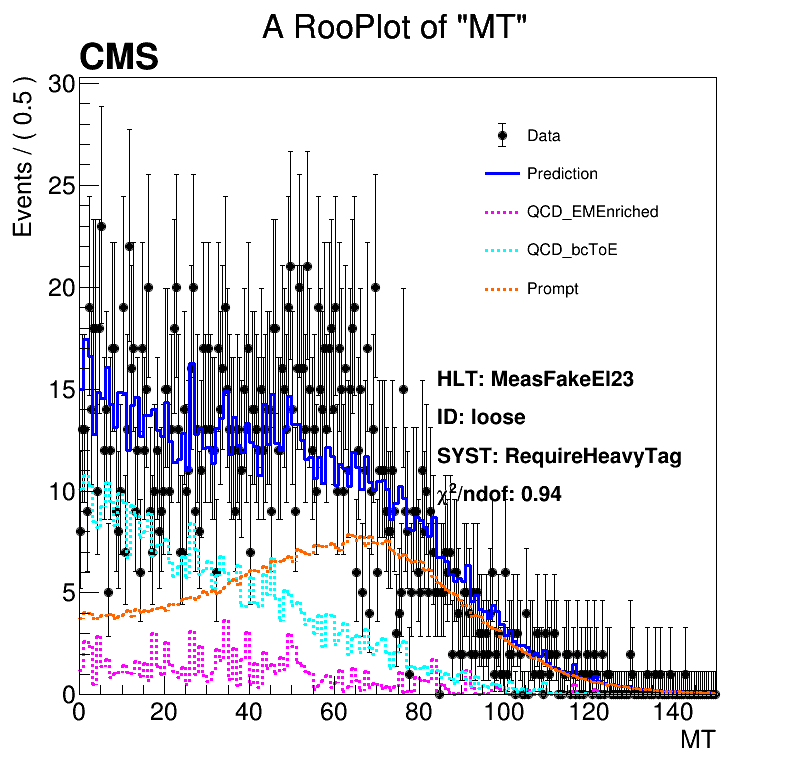 A RooPlot of "MT"
CMS
Events / ( 0.5 )
30
25
20
15
10
5
0
Data
Prediction
QCD_EMEnriched
QCD_bcToE
Prompt
HLT: MeasFakeEl23
ID: loose
SYST: RequireHeavyTag
χ²/ndof: 0.94
0 20 40 60 80 100 120 140
MT